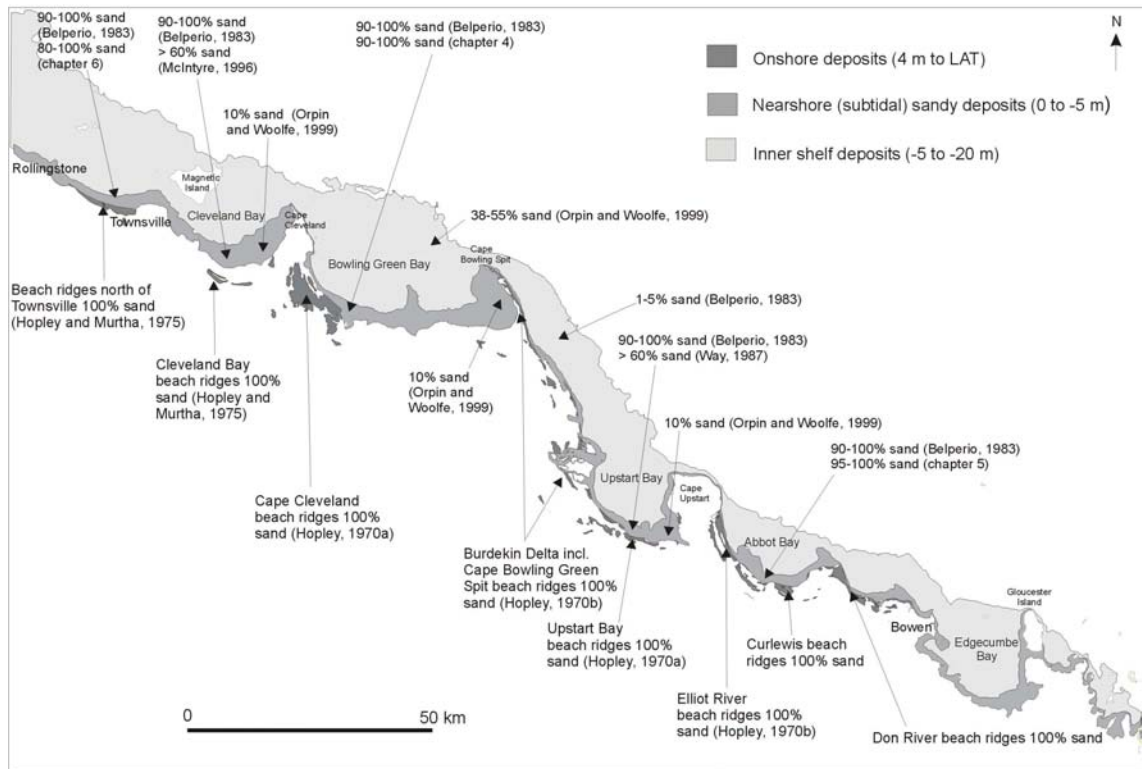 90-100% sand
(Belperio, 1983)
80-100% sand
(chapter 6)
90-100% sand
(Belperio, 1983)
> 60% sand
(McIntyre, 1996)
90-100% sand (Belperio, 1983)
90-100% sand (chapter 4)
N
Onshore deposits (4 m to LAT)
Nearshore (subtidal) sandy deposits (0 to -5 m)
Inner shelf deposits (-5 to -20 m)
10% sand (Orpin
and Woolfe, 1999)
Rollingstone
Magnetic
Island
Townsville
Cleveland Bay
Cape
Cleveland
38-55% sand (Orpin and Woolfe, 1999)
Bowling Green Bay
Cape
Bowling Spit
Beach ridges north of
Townsville 100% sand
(Hopley and Murtha, 1975)
1-5% sand (Belperio, 1983)
90-100% sand (Belperio, 1983)
> 60% sand (Way, 1987)
Cleveland Bay
beach ridges 100%
sand (Hopley and
Murtha, 1975)
10% sand
(Orpin and
Woolfe, 1999)
10% sand (Orpin and Woolfe, 1999)
90-100% sand (Belperio, 1983)
95-100% sand (chapter 5)
Upstart Bay
Cape
Upstart
Cape Cleveland
beach ridges 100%
sand (Hopley, 1970a)
Abbot Bay
Burdekin Delta incl.
Cape Bowling Green
Spit beach ridges 100%
sand (Hopley, 1970b)
Gloucester
Island
Bowen
Edgecumbe
Bay
Upstart Bay
beach ridges 100%
sand (Hopley, 1970a)
Curlewis beach
ridges 100% sand
Elliot River
beach ridges 100%
sand (Hopley, 1970b)
Don River beach ridges 100% sand
0
50 km